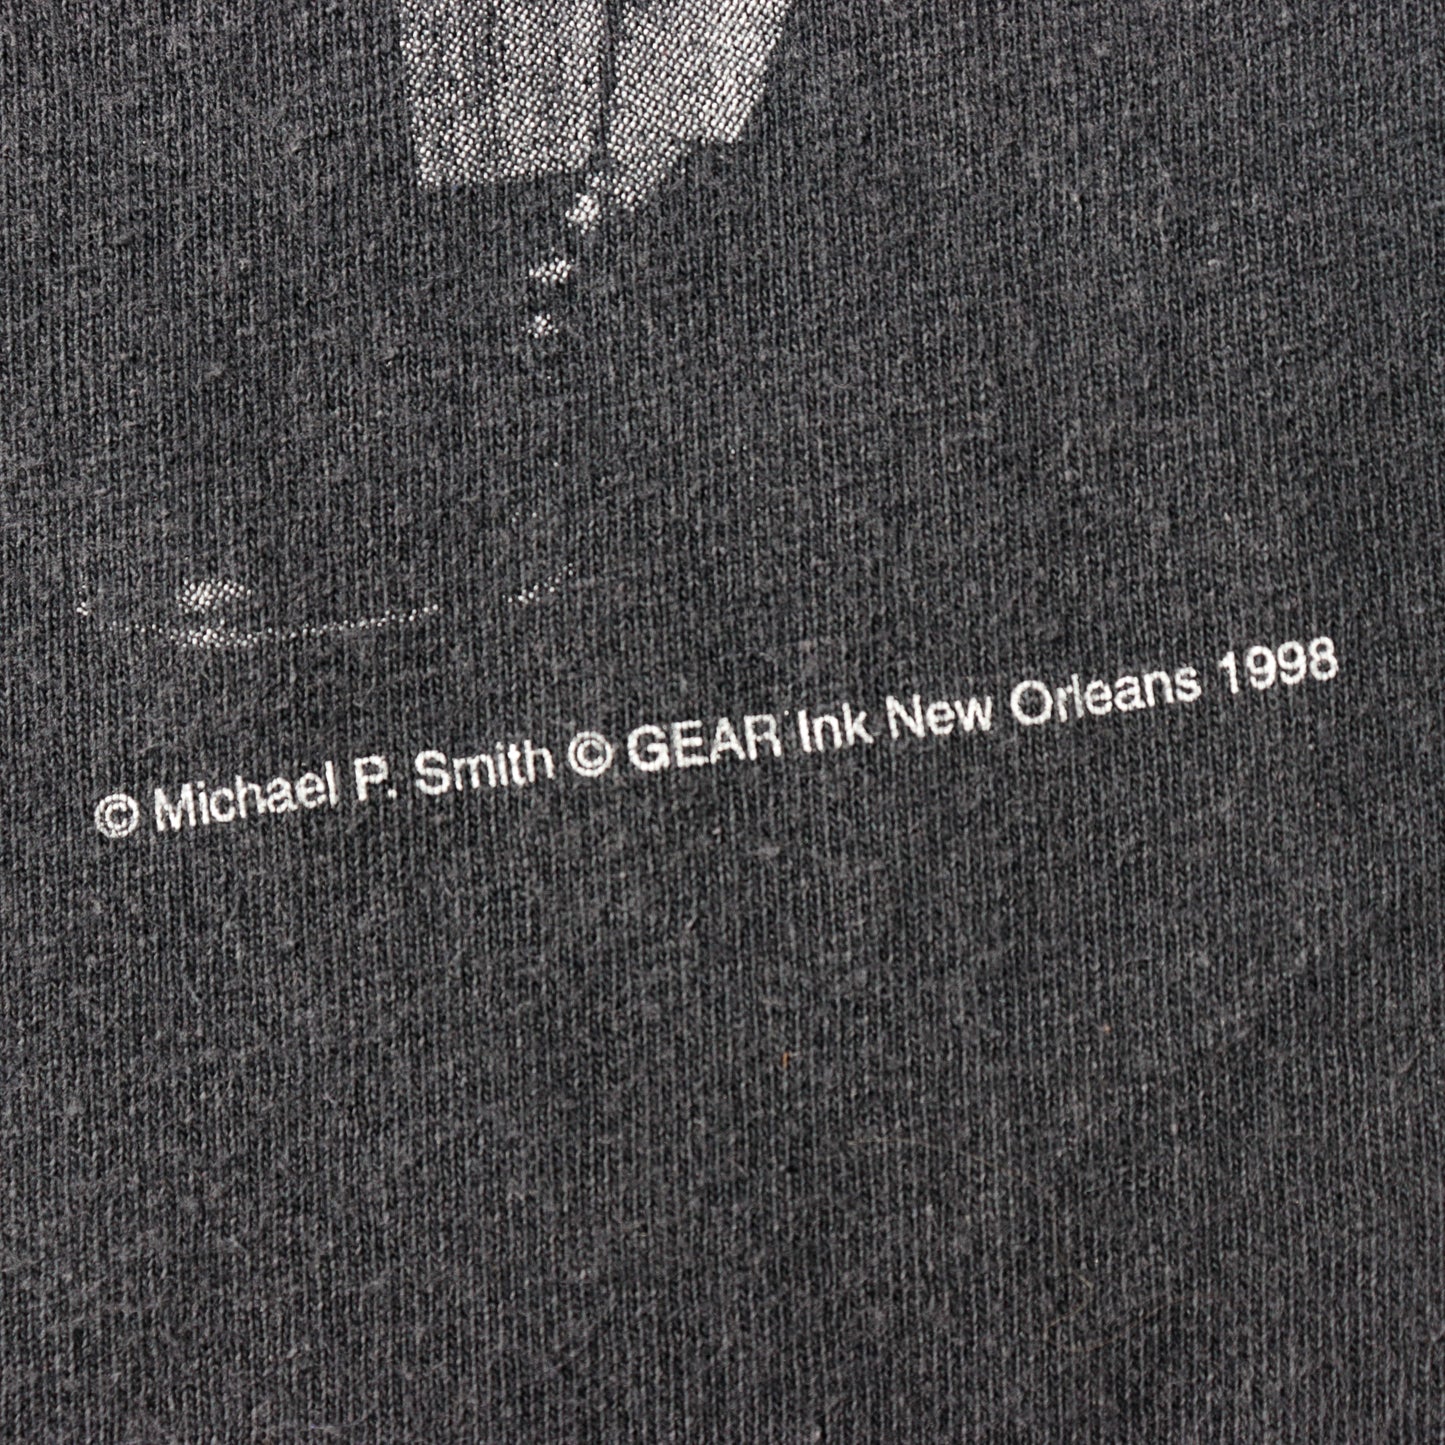 © Michael P. Smith © GEAR Ink New Orleans 1998